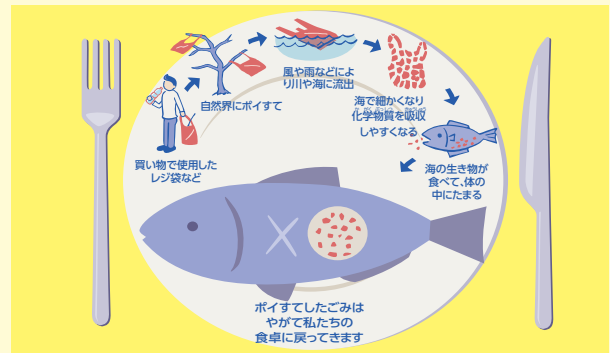 買い物で使用した
レジ袋など
自然界にポイすて
風や雨などによ
り川や海に流出
海で細かくなり
化学物質を吸収
しやすくなる
海の生き物が
食べて、体の
中にたまる
ポイすてしたごみは
やがて私たちの
食卓に戻ってきます